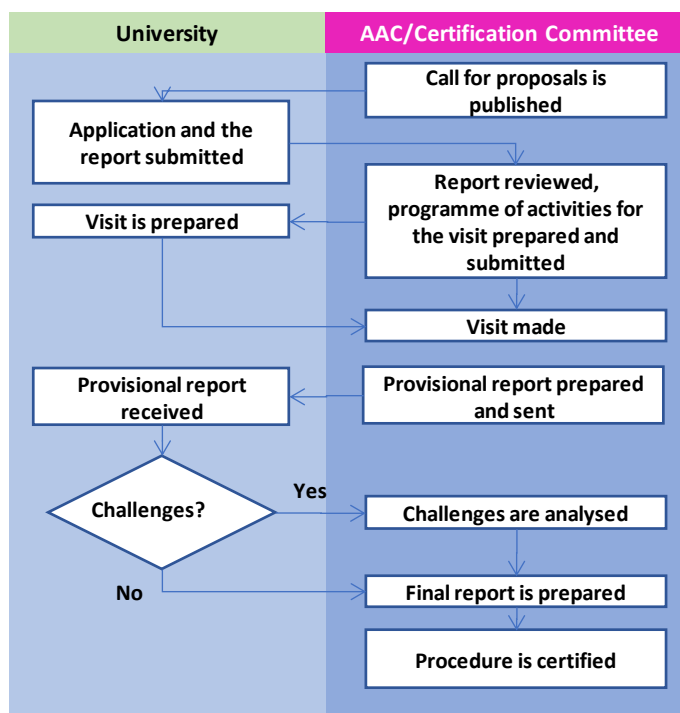 University
AAC/Certification Committee
Call for proposals is
published
Application and the
report submitted
Report reviewed,
programme of activities for
the visit prepared and
submitted
Visit is prepared
Visit made
Provisional report prepared
and sent
Provisional report
received
Challenges?
Yes
Challenges are analysed
No
Final report is prepared
Procedure is certified